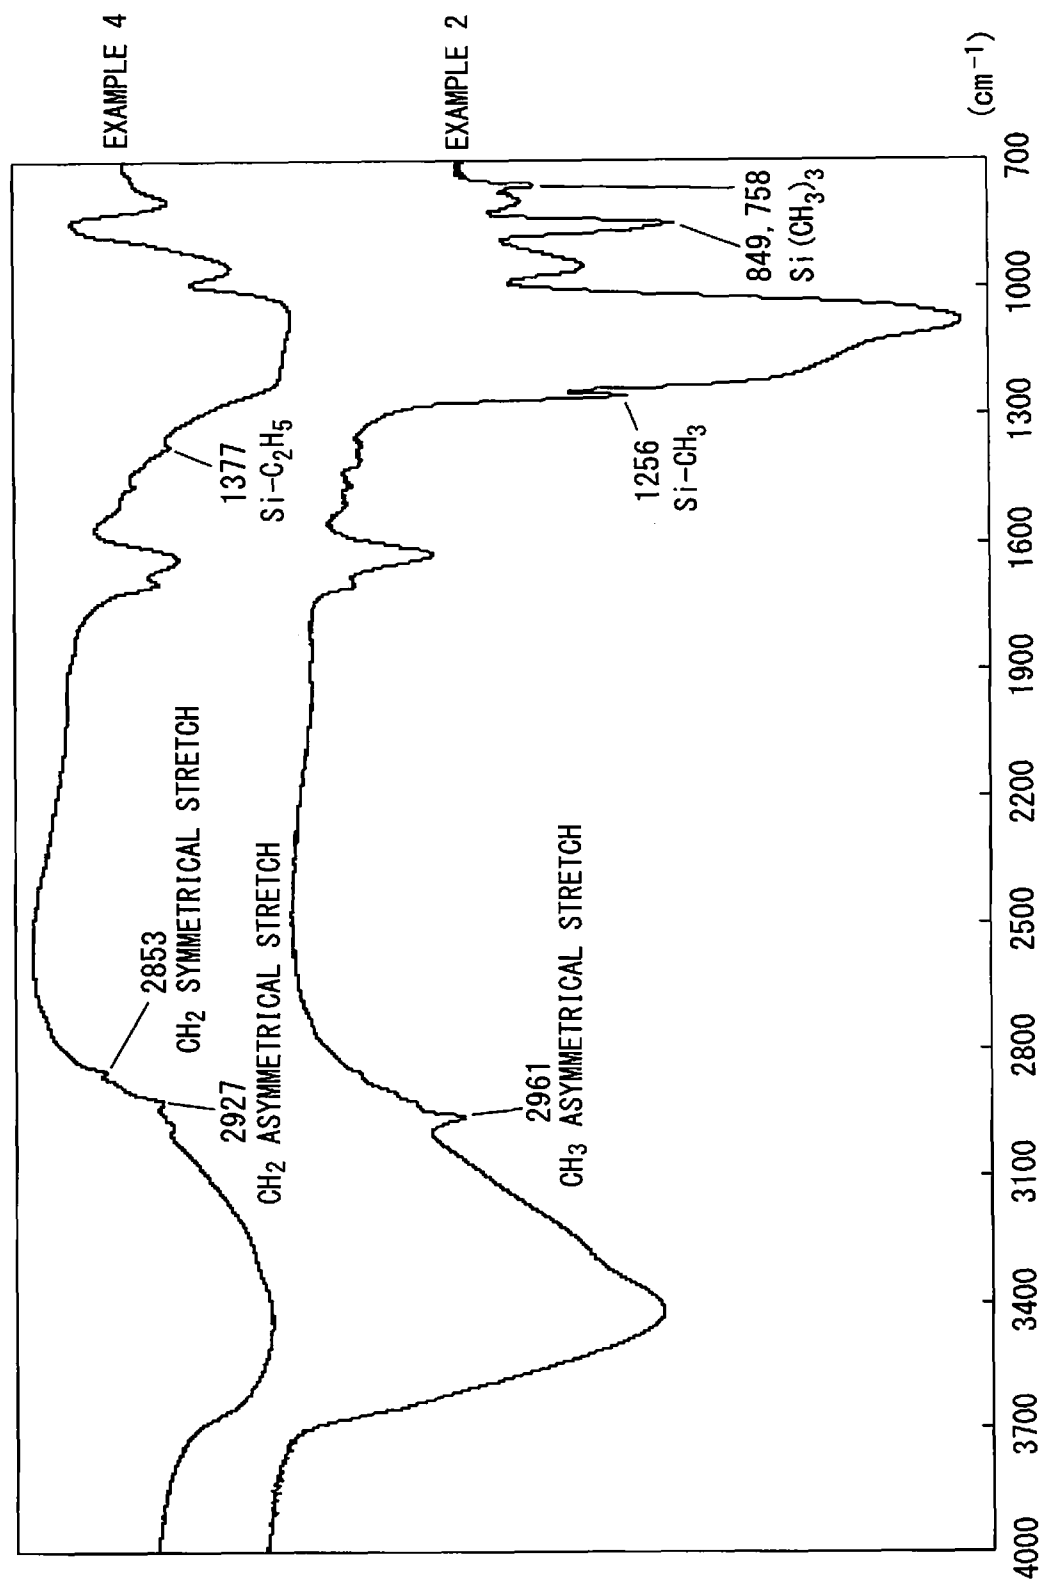 EXAMPLE 4
EXAMPLE 2
2853
CH2 SYMMETRICAL STRETCH
2927
CH2 ASYMMETRICAL STRETCH
1377
Si-C2H5
2961
CH3 ASYMMETRICAL STRETCH
1256
Si-CH3
849, 758
Si(CH3)3
4000 3700 3400 3100 2800 2500 2200 1900 1600 1300 1000 700 (cm-1)